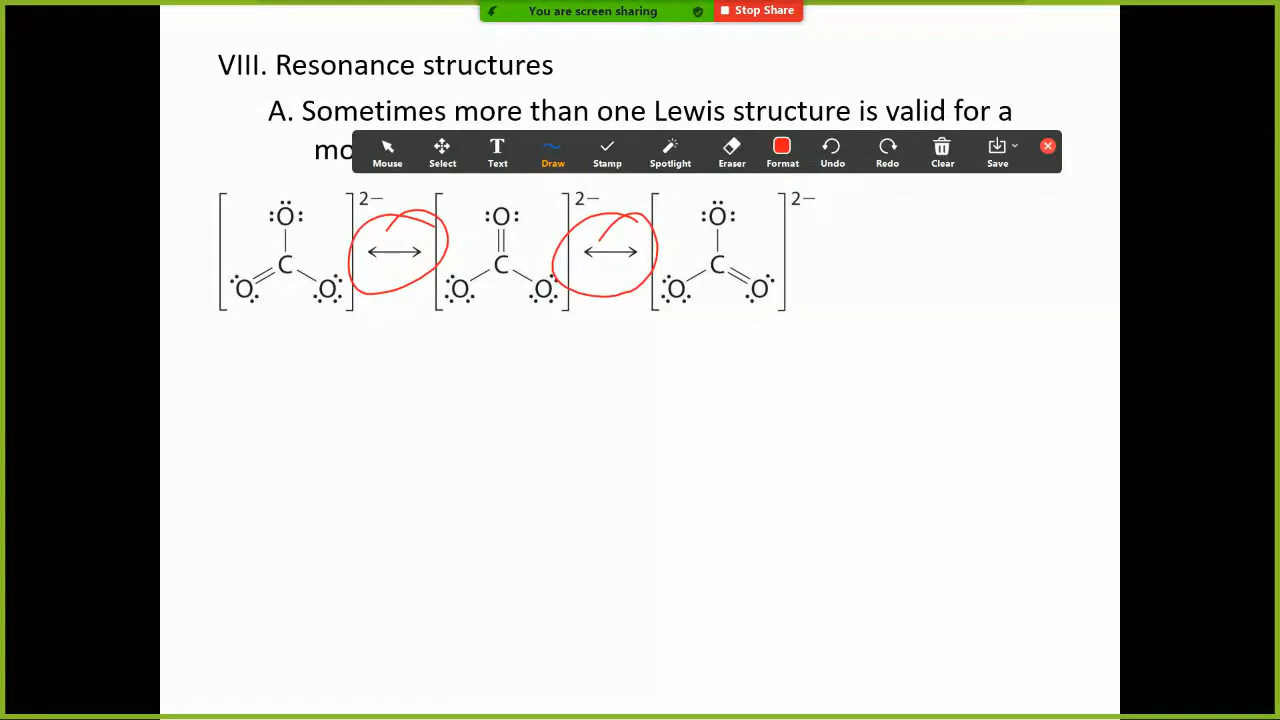 You are screen sharing Stop Share
VIII. Resonance structures
A. Sometimes more than one Lewis structure is valid for a
mo
Mouse Select Text Draw Stamp Spotlight Eraser Format Undo Redo Clear Save
2− 2− 2−
O O O
C C C
O O O O O O